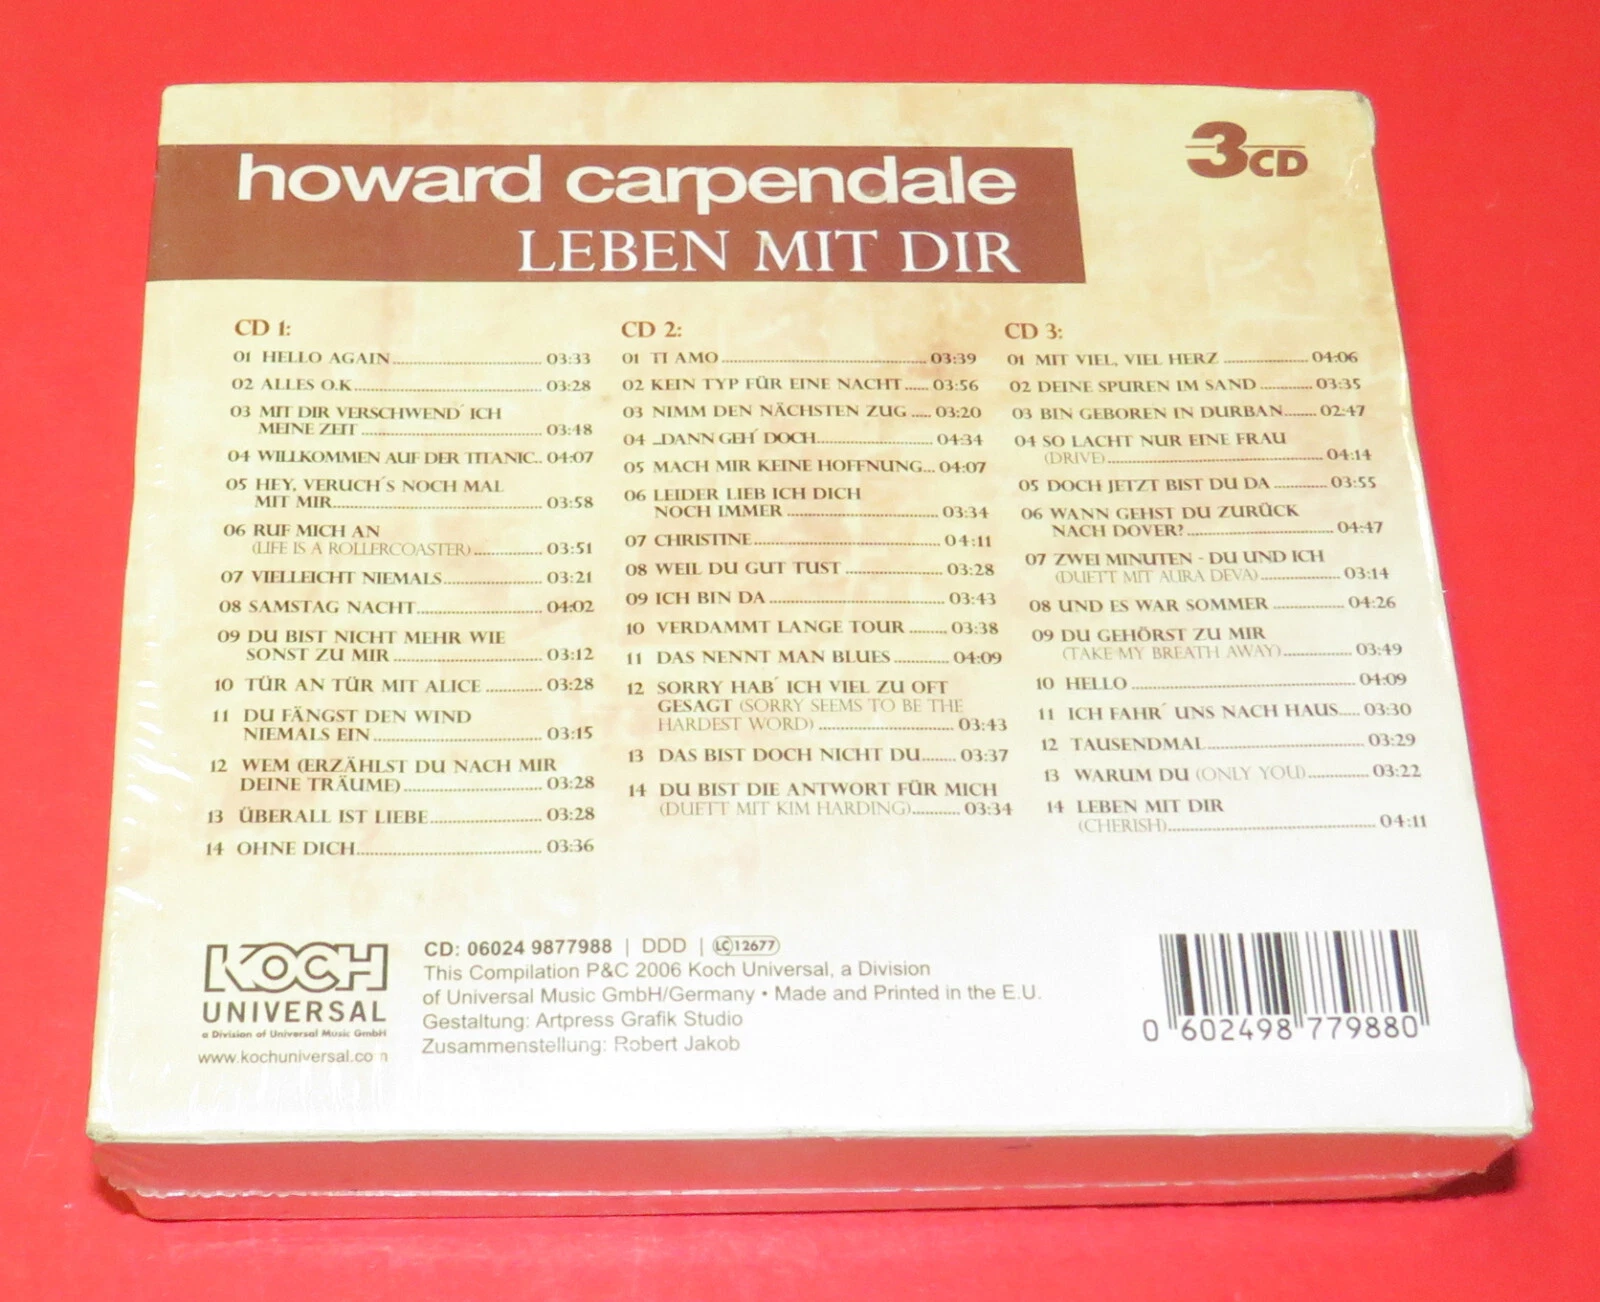 howard carpendale
LEBEN MIT DIR
3CD
CD 1:
01 HELLO AGAIN 03:33
02 ALLES O.K 03:28
03 MIT DIR VERSCHWEND´ ICH
MEINE ZEIT 03:48
04 WILLKOMMEN AUF DER TITANIC.. 04:07
05 HEY, VERUCH´S NOCH MAL
MIT MIR 03:58
06 RUF MICH AN
(LIFE IS A ROLLERCOASTER) 03:51
07 VIELLEICHT NIEMALS 03:21
08 SAMSTAG NACHT 04:02
09 DU BIST NICHT MEHR WIE
SONST ZU MIR 03:12
10 TÜR AN TÜR MIT ALICE 03:28
11 DU FÄNGST DEN WIND
NIEMALS EIN 03:15
12 WEM (ERZÄHLST DU NACH MIR
DEINE TRÄUME) 03:28
13 ÜBERALL IST LIEBE 03:28
14 OHNE DICH 03:36
CD 2:
01 TI AMO 03:39
02 KEIN TYP FÜR EINE NACHT 03:56
03 NIMM DEN NÄCHSTEN ZUG 03:20
04 ...DANN GEH´ DOCH 04:34
05 MACH MIR KEINE HOFFNUNG 04:07
06 LEIDER LIEB ICH DICH
NOCH IMMER 03:34
07 CHRISTINE 04:11
08 WEIL DU GUT TUST 03:28
09 ICH BIN DA 03:43
10 VERDAMMT LANGE TOUR 03:38
11 DAS NENNT MAN BLUES 04:09
12 SORRY HAB´ ICH VIEL ZU OFT
GESAGT (SORRY SEEMS TO BE THE
HARDEST WORD) 03:43
13 DAS BIST DOCH NICHT DU 03:37
14 DU BIST DIE ANTWORT FÜR MICH
(DUETT MIT KIM HARDING) 03:34
CD 3:
01 MIT VIEL, VIEL HERZ 04:06
02 DEINE SPUREN IM SAND 03:35
03 BIN GEBOREN IN DURBAN 02:47
04 SO LACHT NUR EINE FRAU
(DRIVE) 04:14
05 DOCH JETZT BIST DU DA 03:55
06 WANN GEHST DU ZURÜCK
NACH DOVER? 04:47
07 ZWEI MINUTEN - DU UND ICH
(DUETT MIT AURA DEVA) 03:14
08 UND ES WAR SOMMER 04:26
09 DU GEHÖRST ZU MIR
(TAKE MY BREATH AWAY) 03:49
10 HELLO 04:09
11 ICH FAHR´ UNS NACH HAUS 03:30
12 TAUSENDMAL 03:29
13 WARUM DU (ONLY YOU) 03:22
14 LEBEN MIT DIR
(CHERISH) 04:11
KOCH
UNIVERSAL
a Division of Universal Music GmbH
www.kochuniversal.com
CD: 06024 9877988 | DDD | LC 12677
This Compilation P&C 2006 Koch Universal, a Division
of Universal Music GmbH/Germany • Made and Printed in the E.U.
Gestaltung: Artpress Grafik Studio
Zusammenstellung: Robert Jakob
0 602498 779880